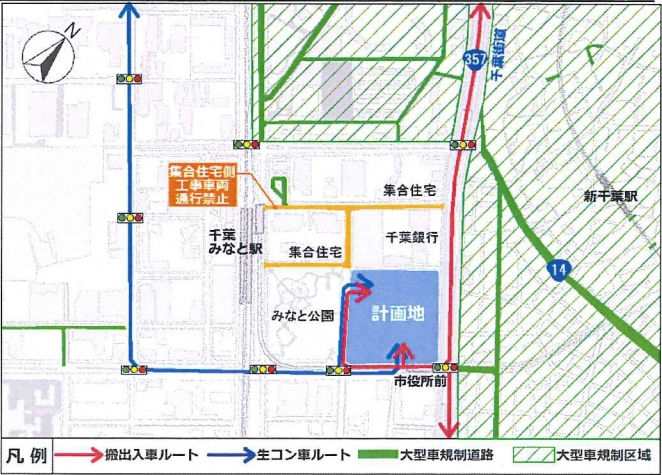 N
357
千葉街道
集合住宅側
工事車両
通行禁止
集合住宅
新千葉駅
千葉
みなと駅
集合住宅
千葉銀行
14
みなと公園
計画地
市役所前
凡例
搬出入車ルート
生コン車ルート
大型車規制道路
大型車規制区域